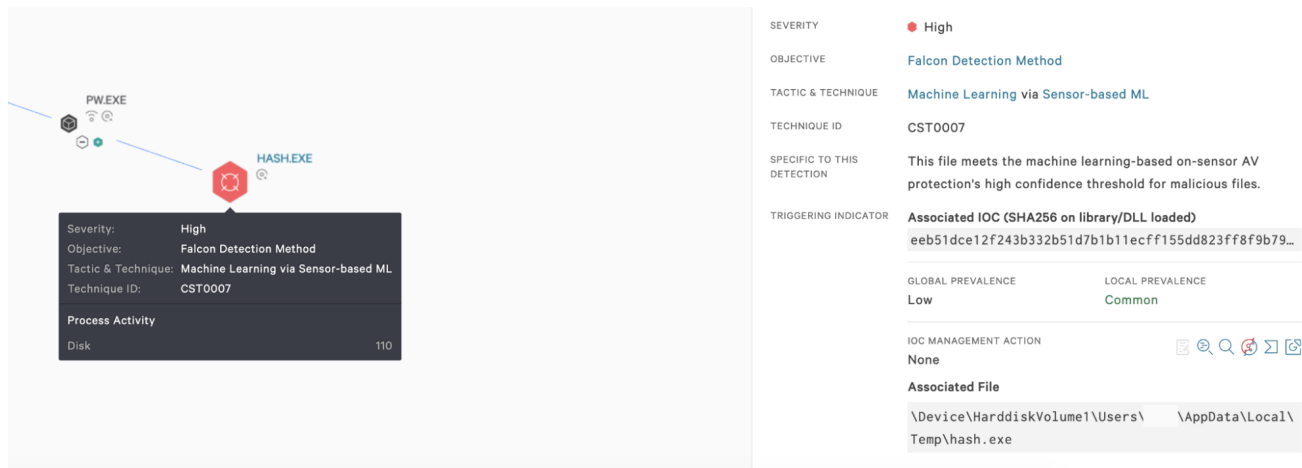 PW.EXE
HASH.EXE
Severity: High
Objective: Falcon Detection Method
Tactic & Technique: Machine Learning via Sensor-based ML
Technique ID: CST0007
Process Activity
Disk 110
SEVERITY High
OBJECTIVE Falcon Detection Method
TACTIC & TECHNIQUE Machine Learning via Sensor-based ML
TECHNIQUE ID CST0007
SPECIFIC TO THIS DETECTION
This file meets the machine learning-based on-sensor AV
protection's high confidence threshold for malicious files.
TRIGGERING INDICATOR Associated IOC (SHA256 on library/DLL loaded)
eeb51dce12f243b332b51d7b1b11ecff155dd823ff8f9b79…
GLOBAL PREVALENCE LOCAL PREVALENCE
Low Common
IOC MANAGEMENT ACTION
None
Associated File
\Device\HarddiskVolume1\Users\ \AppData\Local\
Temp\hash.exe